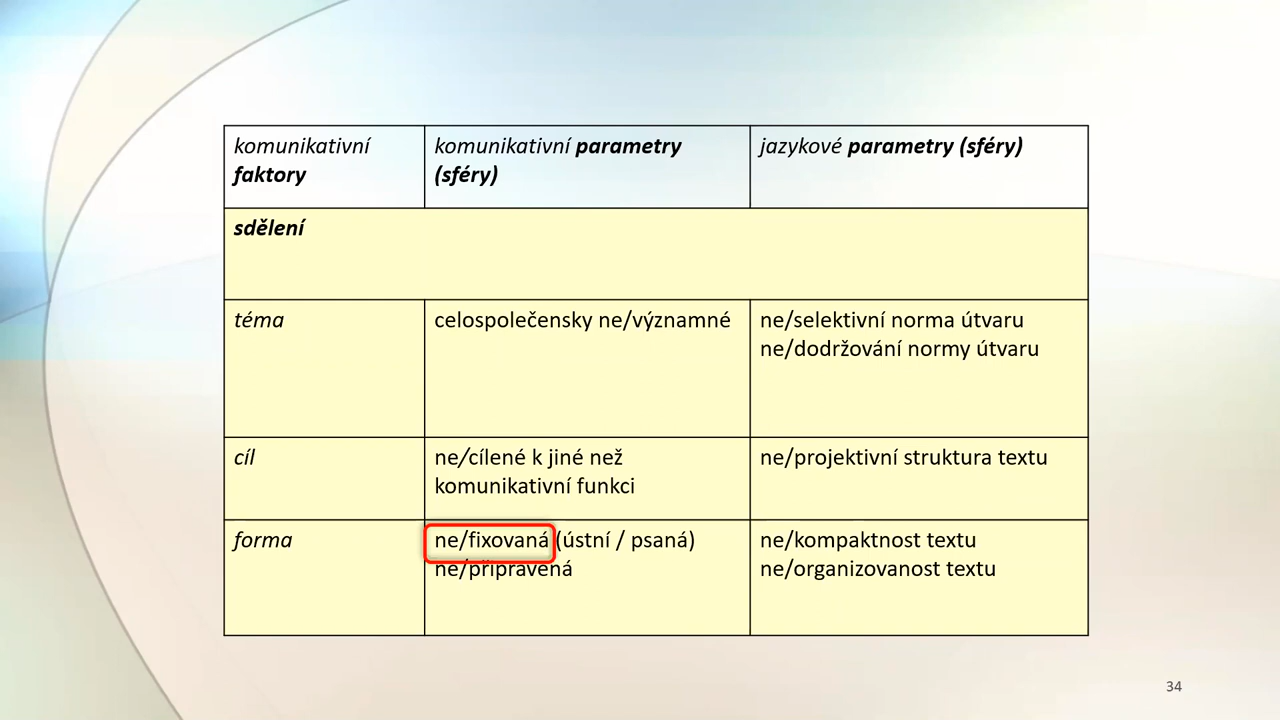 komunikativní
faktory
komunikativní parametry
(sféry)
jazykové parametry (sféry)
sdělení
téma
celospolečensky ne/významné
ne/selektivní norma útvaru
ne/dodržování normy útvaru
cíl
ne/cílené k jiné než
komunikativní funkci
ne/projektivní struktura textu
forma
ne/fixovaná (ústní / psaná)
ne/připravená
ne/kompaktnost textu
ne/organizovanost textu
34